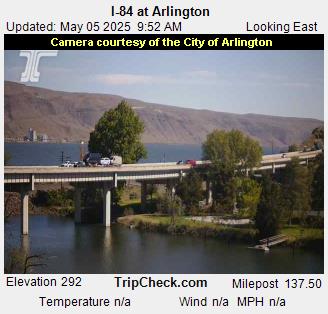 I-84 at Arlington
Updated: May 05 2025 9:52 AM Looking East
Camera courtesy of the City of Arlington
Elevation 292 TripCheck.com Milepost 137.50
Temperature n/a Wind n/a MPH n/a